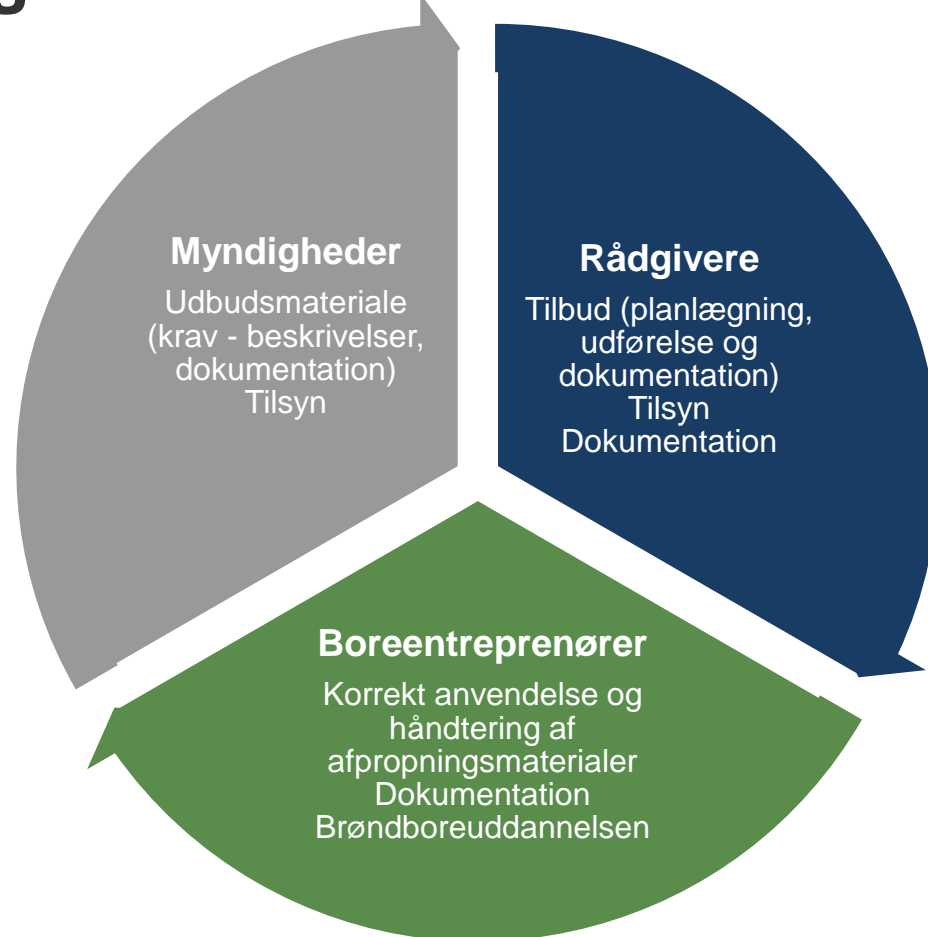 Myndigheder
Udbudsmateriale
(krav - beskrivelser,
dokumentation)
Tilsyn
Rådgivere
Tilbud (planlægning,
udførelse og
dokumentation)
Tilsyn
Dokumentation
Boreentreprenører
Korrekt anvendelse og
håndtering af
afpropningsmaterialer
Dokumentation
Brøndboreuddannelsen